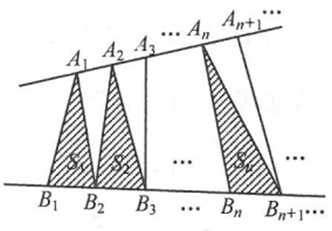 A₁ A₂ A₃ ... Aₙ Aₙ₊₁ ...
S₁ S₂ ... Sₙ ...
B₁ B₂ B₃ ... Bₙ Bₙ₊₁ ...